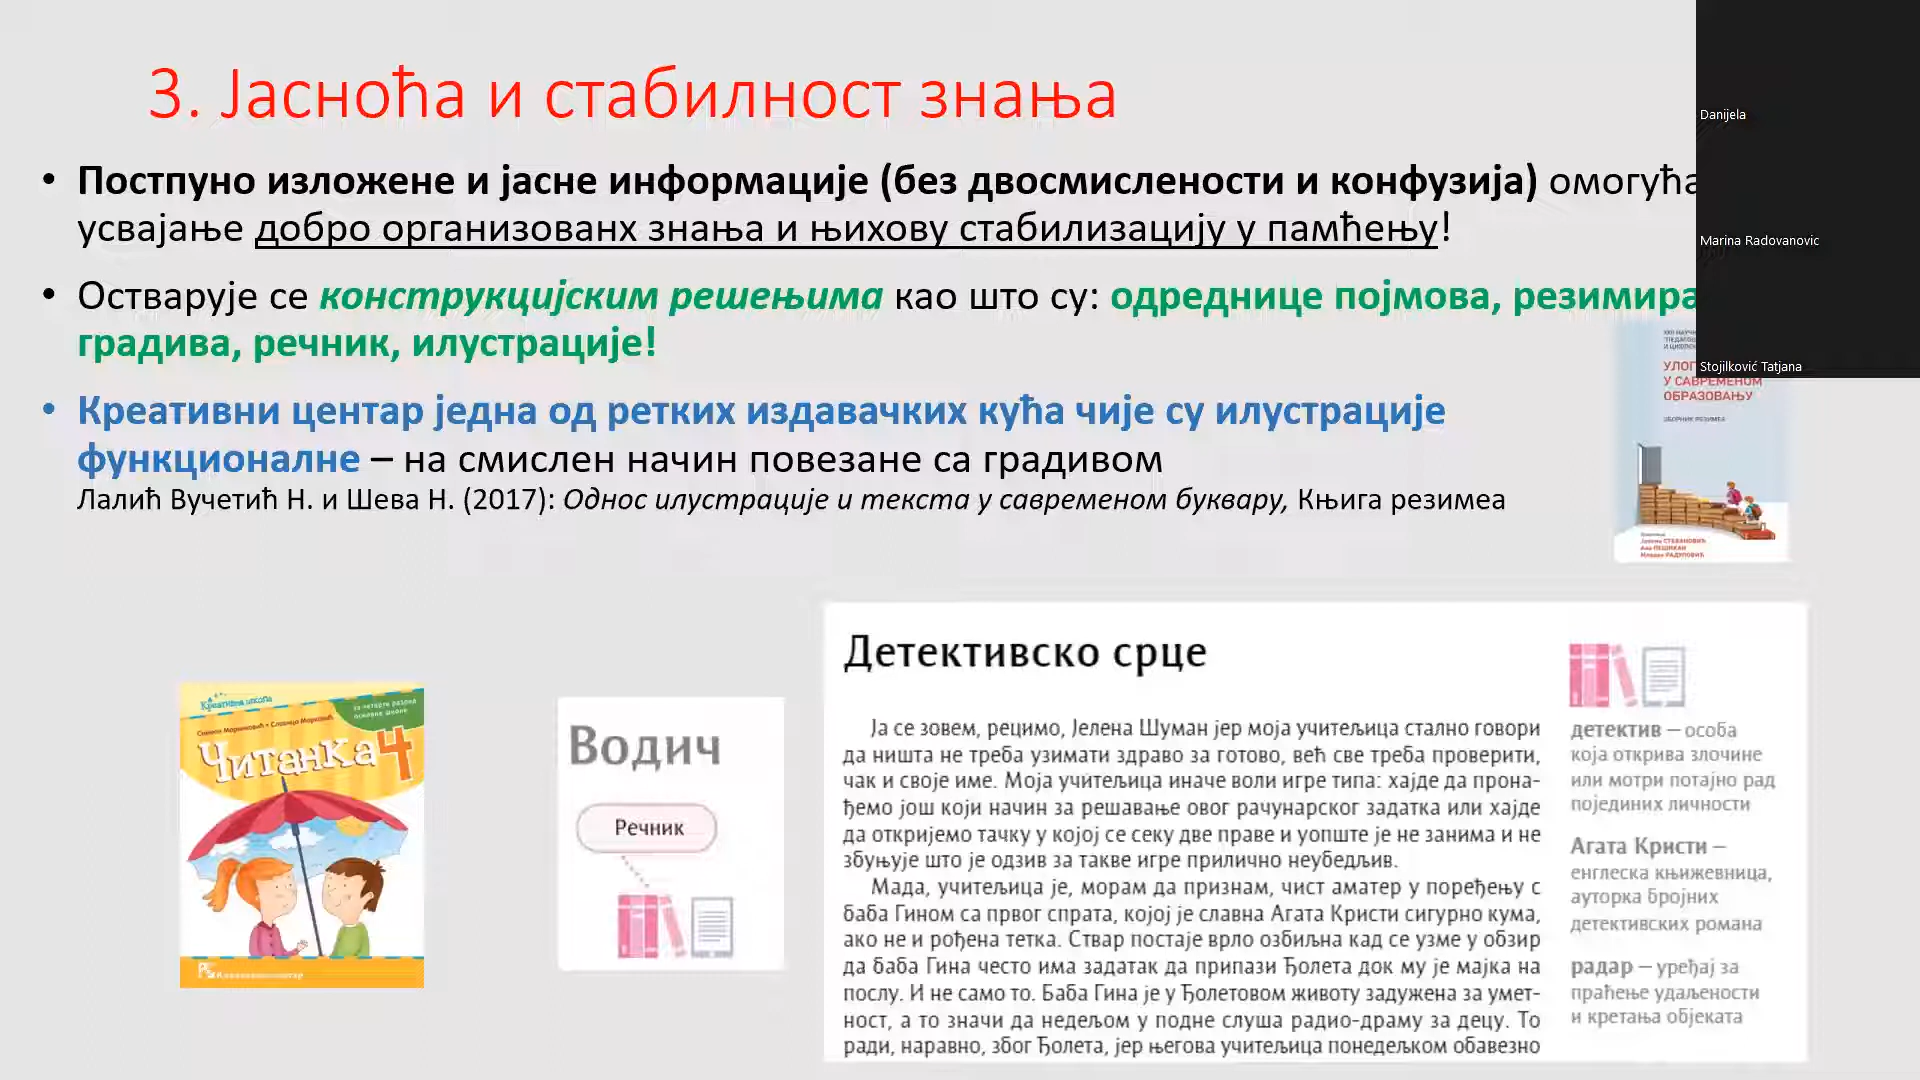 3. Јасноћа и стабилност знања
• Постпуно изложене и јасне информације (без двосмислености и конфузија) омогућа
усвајање добро организованх знања и њихову стабилизацију у памћењу!
• Остварује се конструкцијским решењима као што су: одреднице појмова, резимира
градива, речник, илустрације!
• Креативни центар једна од ретких издавачких кућа чије су илустрације
функционалне – на смислен начин повезане са градивом
Лалић Вучетић Н. и Шева Н. (2017): Однос илустрације и текста у савременом буквару, Књига резимеа
Danijela
Marina Radovanovic
Stojilković Tatjana
УЛОГ
У САВРЕМЕНОМ
ОБРАЗОВАЊУ
Креативна школа
за четврти разред
основне школе
Читанка 4
Водич
Речник
Детективско срце
Ја се зовем, рецимо, Јелена Шуман јер моја учитељица стално говори
да ништа не треба узимати здраво за готово, већ све треба проверити,
чак и своје име. Моја учитељица иначе воли игре типа: хајде да прона-
ђемо још који начин за решавање овог рачунарског задатка или хајде
да откријемо тачку у којој се секу две праве и уопште је не занима и не
збуњује што је одзив за такве игре прилично неубедљив.
Мада, учитељица је, морам да признам, чист аматер у поређењу с
баба Гином са првог спрата, којој је славна Агата Кристи сигурно кума,
ако не и рођена тетка. Ствар постаје врло озбиљна кад се узме у обзир
да баба Гина често има задатак да припази Ђолета док му је мајка на
послу. И не само то. Баба Гина је у Ђолетовом животу задужена за умет-
ност, а то значи да недељом у подне слуша радио-драму за децу. То
ради, наравно, због Ђолета, јер његова учитељица понедељком обавезно
детектив – особа
која открива злочине
или мотри потајно рад
појединих личности
Агата Кристи –
енглеска књижевница,
ауторка бројних
детективских романа
радар – уређај за
праћење удаљености
и кретања објеката